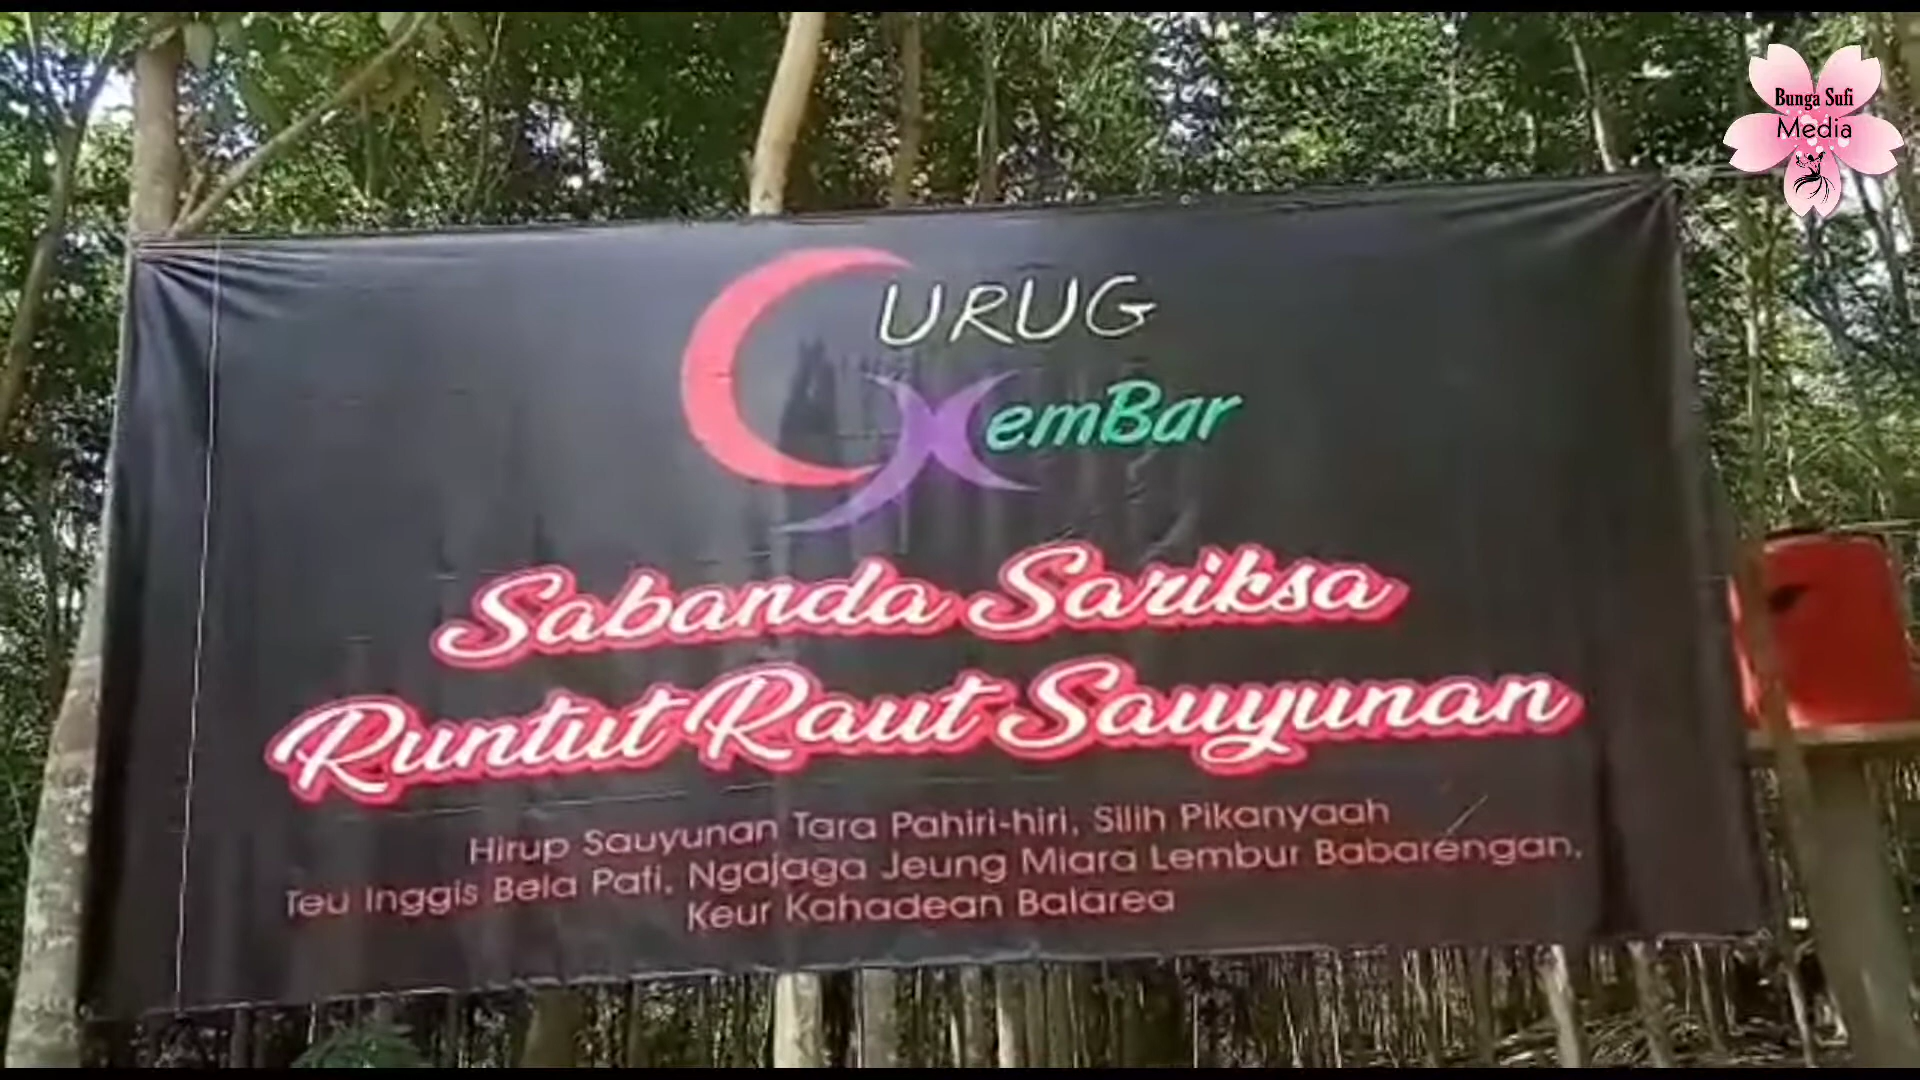 Bunga Sufi
Media
CURUG
KemBar
Sabanda Sariksa
Runtut Raut Sauyunan
Hirup Sauyunan Tara Pahiri-hiri, Silih Pikanyaah
Teu Inggis Bela Pati, Ngajaga Jeung Miara Lembur Babarengan,
Keur Kahadean Balarea